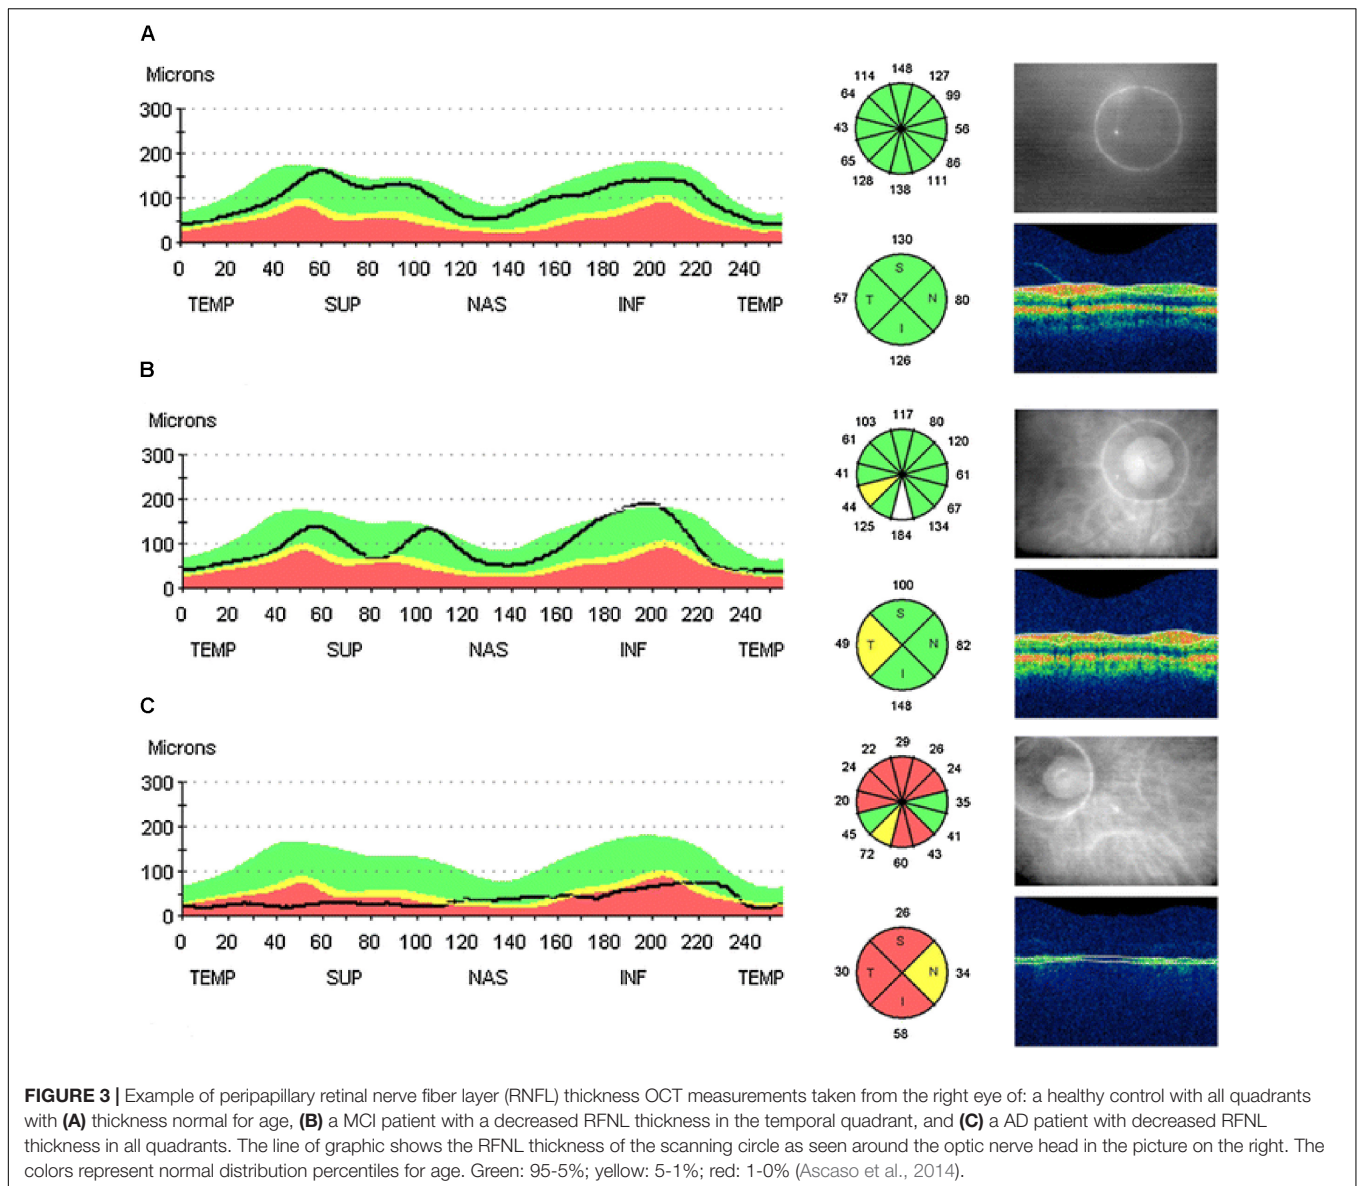 A
Microns
300
200
100
0
0 20 40 60 80 100 120 140 160 180 200 220 240
TEMP SUP NAS INF TEMP
148
114 127
64 99
43 56
65 86
128 111
138
130
S
57 T N 80
I
126
B
Microns
300
200
100
0
0 20 40 60 80 100 120 140 160 180 200 220 240
TEMP SUP NAS INF TEMP
117
103 80
61 120
41 61
44 67
125 134
184
100
S
49 T N 82
I
148
C
Microns
300
200
100
0
0 20 40 60 80 100 120 140 160 180 200 220 240
TEMP SUP NAS INF TEMP
29
22 26
24 24
20 35
45 41
72 43
60
26
S
30 T N 34
I
58
FIGURE 3 | Example of peripapillary retinal nerve fiber layer (RNFL) thickness OCT measurements taken from the right eye of: a healthy control with all quadrants
with (A) thickness normal for age, (B) a MCI patient with a decreased RFNL thickness in the temporal quadrant, and (C) a AD patient with decreased RFNL
thickness in all quadrants. The line of graphic shows the RFNL thickness of the scanning circle as seen around the optic nerve head in the picture on the right. The
colors represent normal distribution percentiles for age. Green: 95-5%; yellow: 5-1%; red: 1-0% (Ascaso et al., 2014).